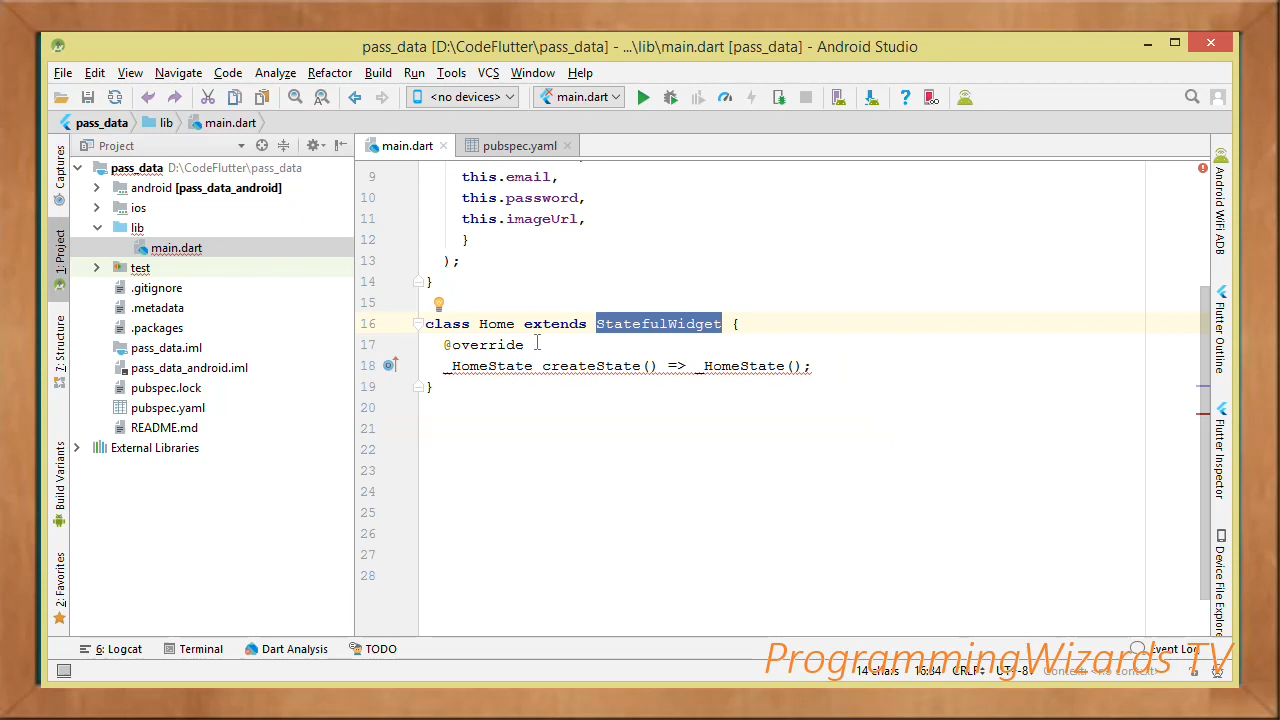 pass_data [D:\CodeFlutter\pass_data] - ...\lib\main.dart [pass_data] - Android Studio
File Edit View Navigate Code Analyze Refactor Build Run Tools VCS Window Help
<no devices> main.dart
pass_data lib main.dart
Project
main.dart pubspec.yaml
pass_data D:\CodeFlutter\pass_data
android [pass_data_android]
ios
lib
main.dart
test
.gitignore
.metadata
.packages
pass_data.iml
pass_data_android.iml
pubspec.lock
pubspec.yaml
README.md
External Libraries
Captures
1: Project
Build Variants
2: Favorites
9 this.email,
10 this.password,
11 this.imageUrl,
12 }
13 );
14 }
15
16 class Home extends StatefulWidget {
17 @override
18 _HomeState createState() => _HomeState();
19 }
20
21
22
23
24
25
26
27
28
Android WiFi ADB
Flutter Outline
Flutter Inspector
Device File Explorer
6: Logcat Terminal Dart Analysis TODO Event Log
14 chars 16:34 CRLF UTF-8 Context: <no context>
ProgrammingWizards TV